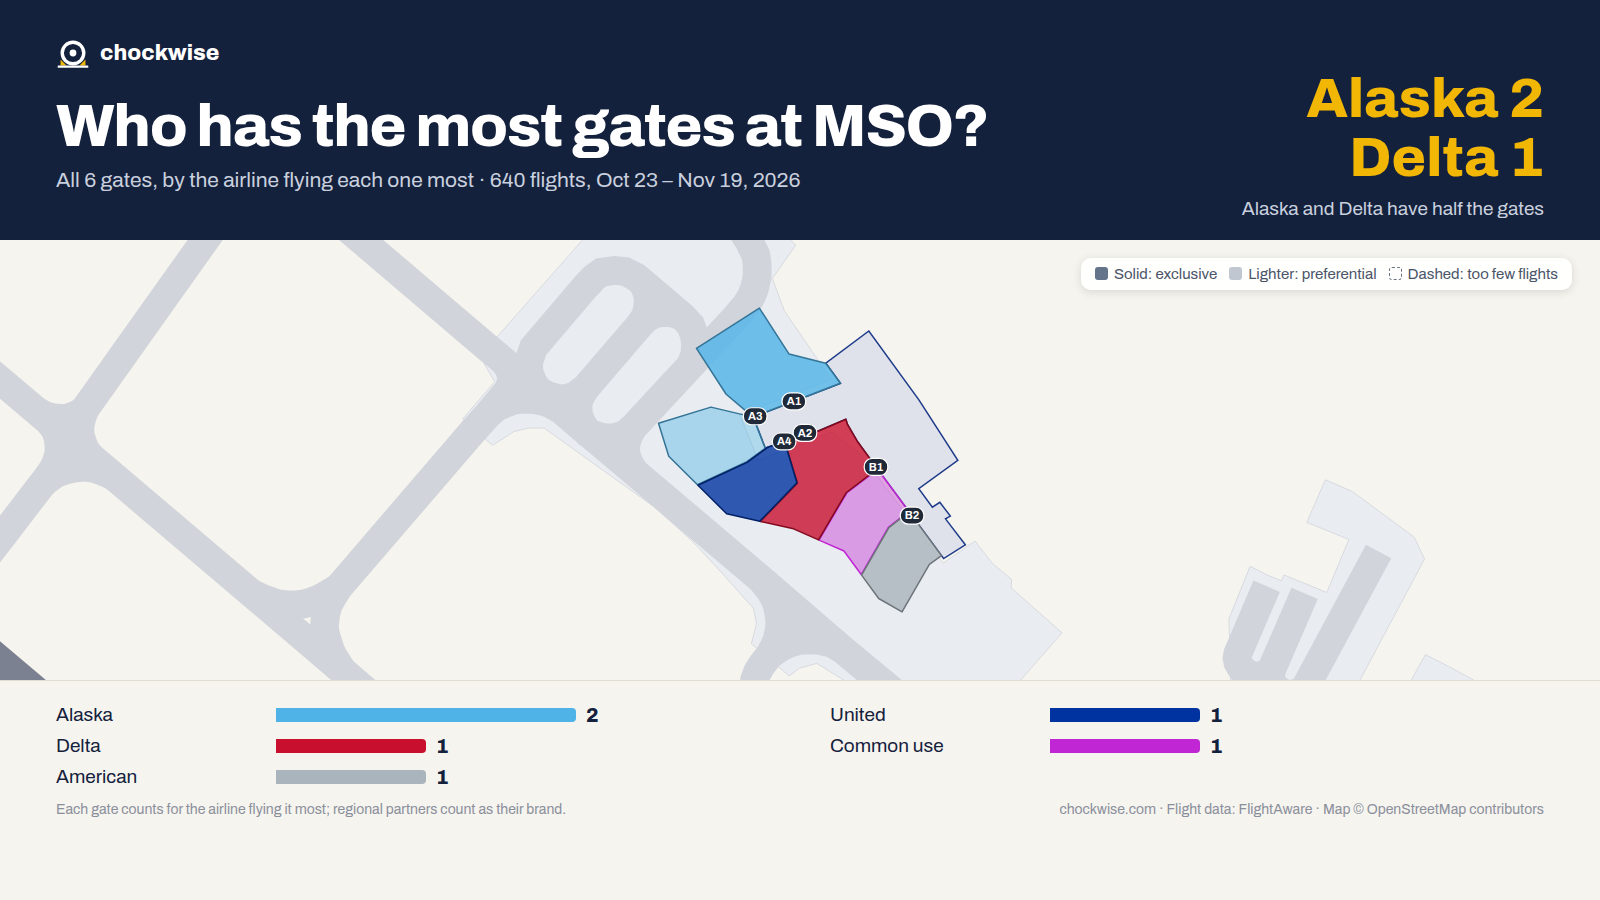 chockwise
Who has the most gates at MSO?
All 6 gates, by the airline flying each one most · 640 flights, Oct 23 – Nov 19, 2026
Alaska 2
Delta 1
Alaska and Delta have half the gates
Solid: exclusive
Lighter: preferential
Dashed: too few flights
A1
A3
A2
A4
B1
B2
Alaska 2
Delta 1
American 1
United 1
Common use 1
Each gate counts for the airline flying it most; regional partners count as their brand.
chockwise.com · Flight data: FlightAware · Map © OpenStreetMap contributors